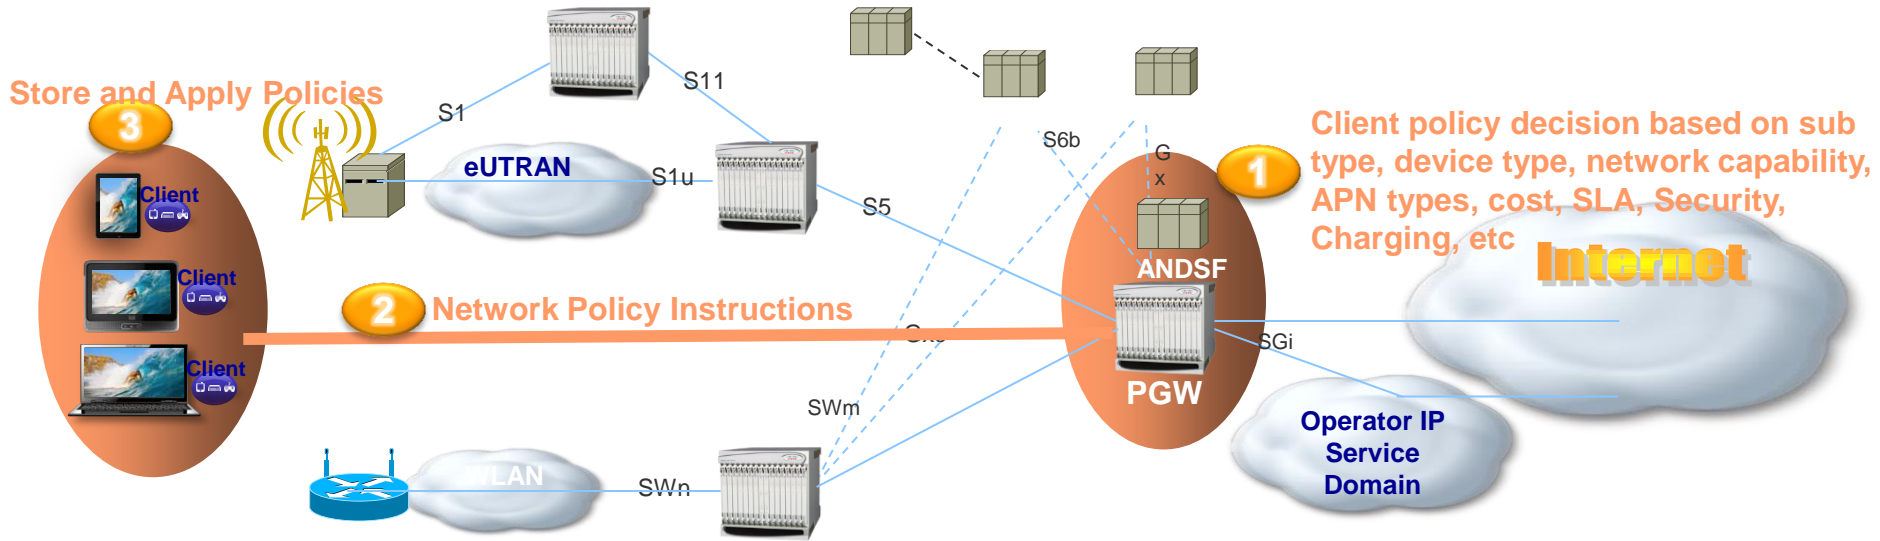 S11
Store and Apply Policies
S1
3
1
Client policy decision based on sub
type, device type, network capability,
APN types, cost, SLA, Security,
Charging, etc
S6b
G
x
eUTRAN
S1u
Client
S5
Internet
ANDSF
Client
2
Network Policy Instructions
SGi
Client
PGW
SWm
Operator IP
Service
Domain
WLAN
SWn